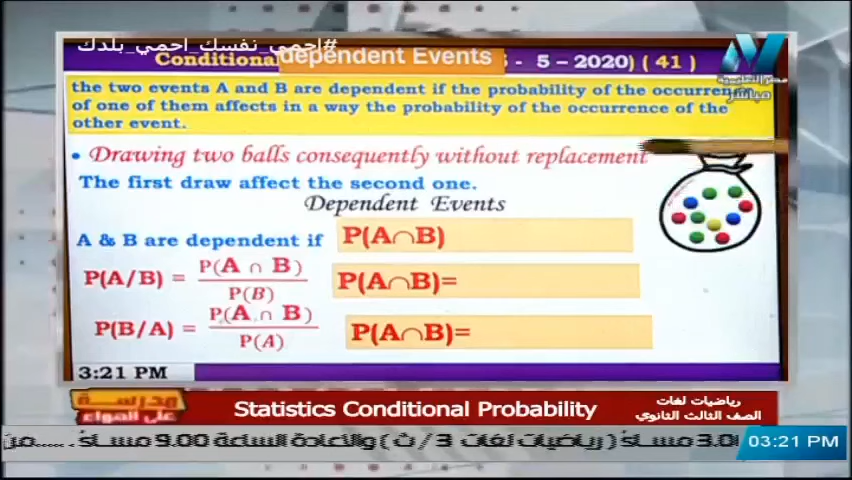 #احمي_نفسك_احمي_بلدك
Conditional
dependent Events
- 5 - 2020) ( 41 )
مباشر
the two events A and B are dependent if the probability of the occurren
of one of them affects in a way the probability of the occurrence of the
other event.
• Drawing two balls consequently without replacement
The first draw affect the second one.
Dependent Events
A & B are dependent if P(A∩B)
P(A/B) = P(A ∩ B) / P(B) P(A∩B)=
P(B/A) = P(A ∩ B) / P(A) P(A∩B)=
3:21 PM
مدرسة
على الهواء
Statistics Conditional Probability
رياضيات لغات
الصف الثالث الثانوي
3.00 مساءً ( رياضيات لغات 3 / ث ) والاعادة الساعة 9.00 مساءً .....من
03:21 PM